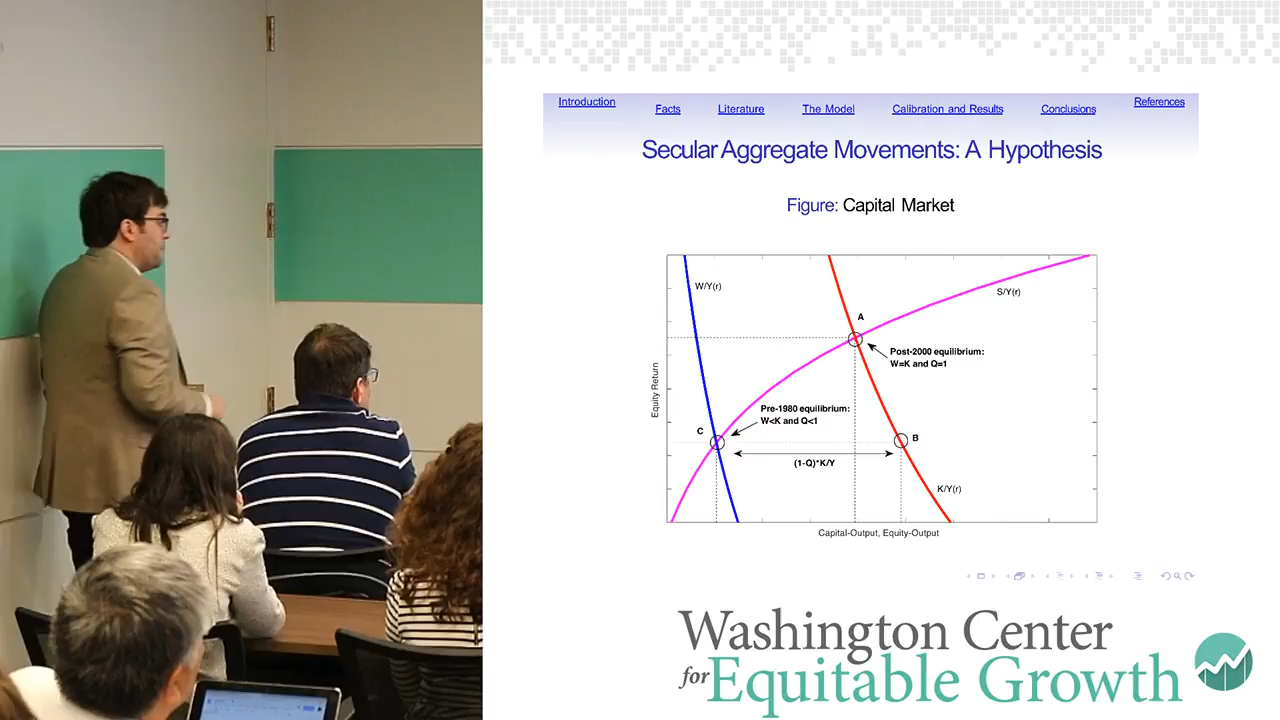 Introduction
Facts
Literature
The Model
Calibration and Results
Conclusions
References
Secular Aggregate Movements: A Hypothesis
Figure: Capital Market
W/Y(r)
S/Y(r)
A
Post-2000 equilibrium:
W=K and Q=1
Pre-1980 equilibrium:
W<K and Q<1
C
B
(1-Q)*K/Y
K/Y(r)
Equity Return
Capital-Output, Equity-Output
Washington Center
for Equitable Growth